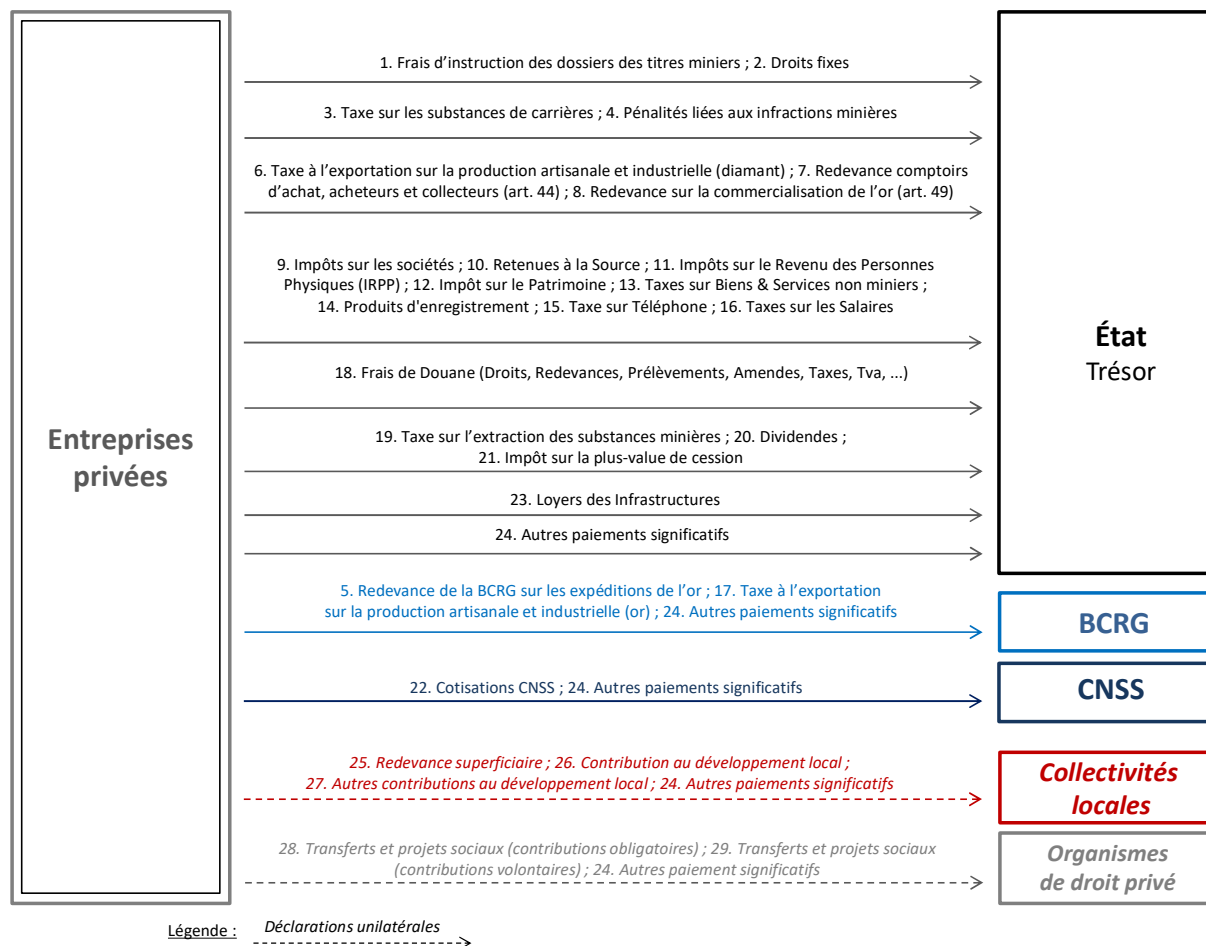 1. Frais d'instruction des dossiers des titres miniers ; 2. Droits fixes
3. Taxe sur les substances de carrières ; 4. Pénalités liées aux infractions minières
6. Taxe à l'exportation sur la production artisanale et industrielle (diamant) ; 7. Redevance comptoirs
d'achat, acheteurs et collecteurs (art. 44) ; 8. Redevance sur la commercialisation de l'or (art. 49)
9. Impôts sur les sociétés ; 10. Retenues à la Source ; 11. Impôts sur le Revenu des Personnes
Physiques (IRPP) ; 12. Impôt sur le Patrimoine ; 13. Taxes sur Biens & Services non miniers ;
14. Produits d'enregistrement ; 15. Taxe sur Téléphone ; 16. Taxes sur les Salaires
État
Trésor
18. Frais de Douane (Droits, Redevances, Prélèvements, Amendes, Taxes, Tva, ...)
Entreprises
privées
19. Taxe sur l'extraction des substances minières ; 20. Dividendes ;
21. Impôt sur la plus-value de cession
23. Loyers des Infrastructures
24. Autres paiements significatifs
5. Redevance de la BCRG sur les expéditions de l'or ; 17. Taxe à l'exportation
sur la production artisanale et industrielle (or) ; 24. Autres paiements significatifs
BCRG
22. Cotisations CNSS ; 24. Autres paiements significatifs
CNSS
25. Redevance superficiaire ; 26. Contribution au développement local ;
27. Autres contributions au développement local ; 24. Autres paiements significatifs
Collectivités
locales
28. Transferts et projets sociaux (contributions obligatoires) ; 29. Transferts et projets sociaux
(contributions volontaires) ; 24. Autres paiement significatifs
Organismes
de droit privé
Légende :
Déclarations unilatérales